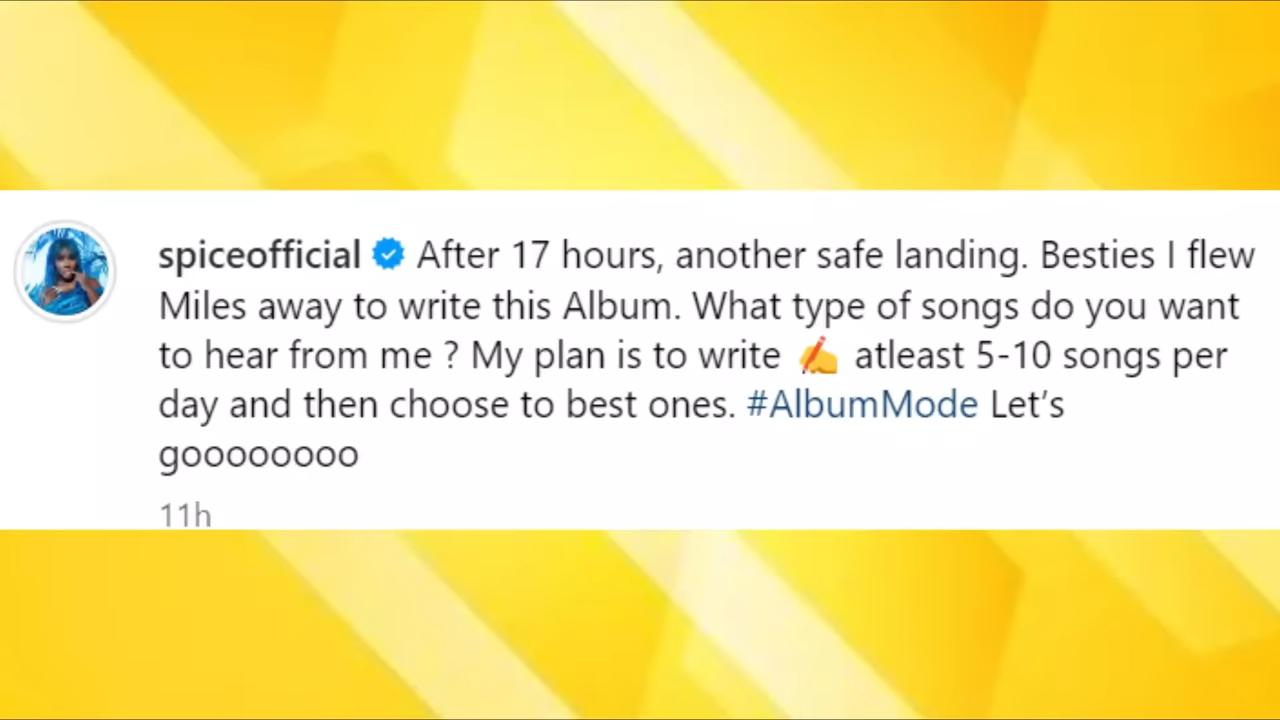 spiceofficial After 17 hours, another safe landing. Besties I flew
Miles away to write this Album. What type of songs do you want
to hear from me ? My plan is to write ✍️ atleast 5-10 songs per
day and then choose to best ones. #AlbumMode Let’s
goooooooo
11h